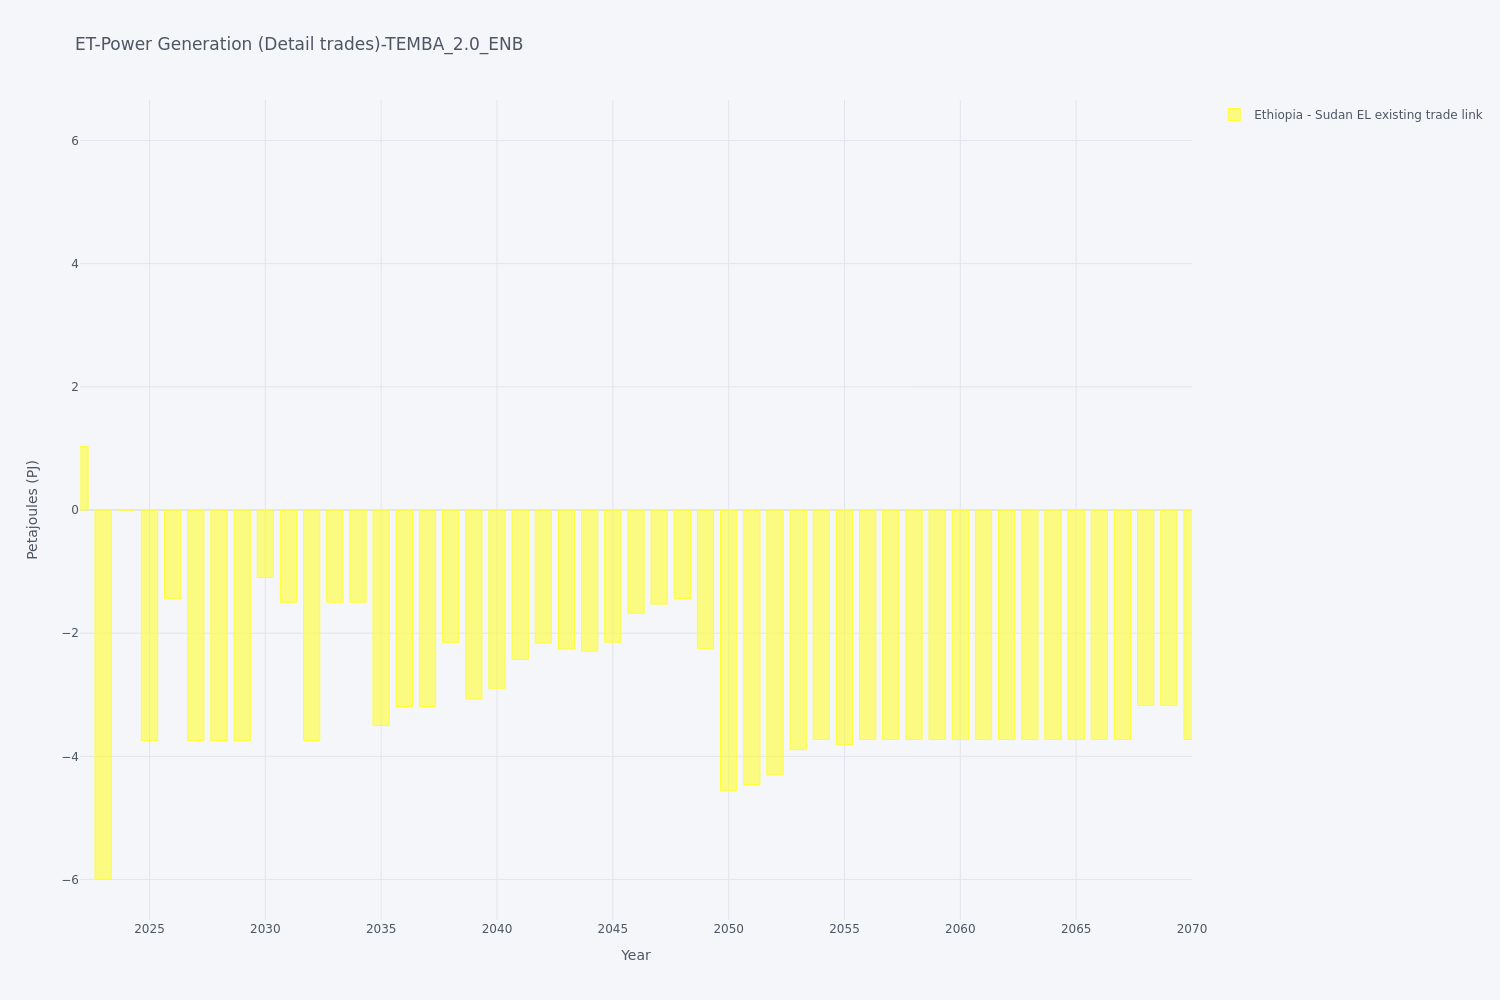 ET-Power Generation (Detail trades)-TEMBA_2.0_ENB
Ethiopia - Sudan EL existing trade link
6
4
2
0
−2
−4
−6
Petajoules (PJ)
2025 2030 2035 2040 2045 2050 2055 2060 2065 2070
Year